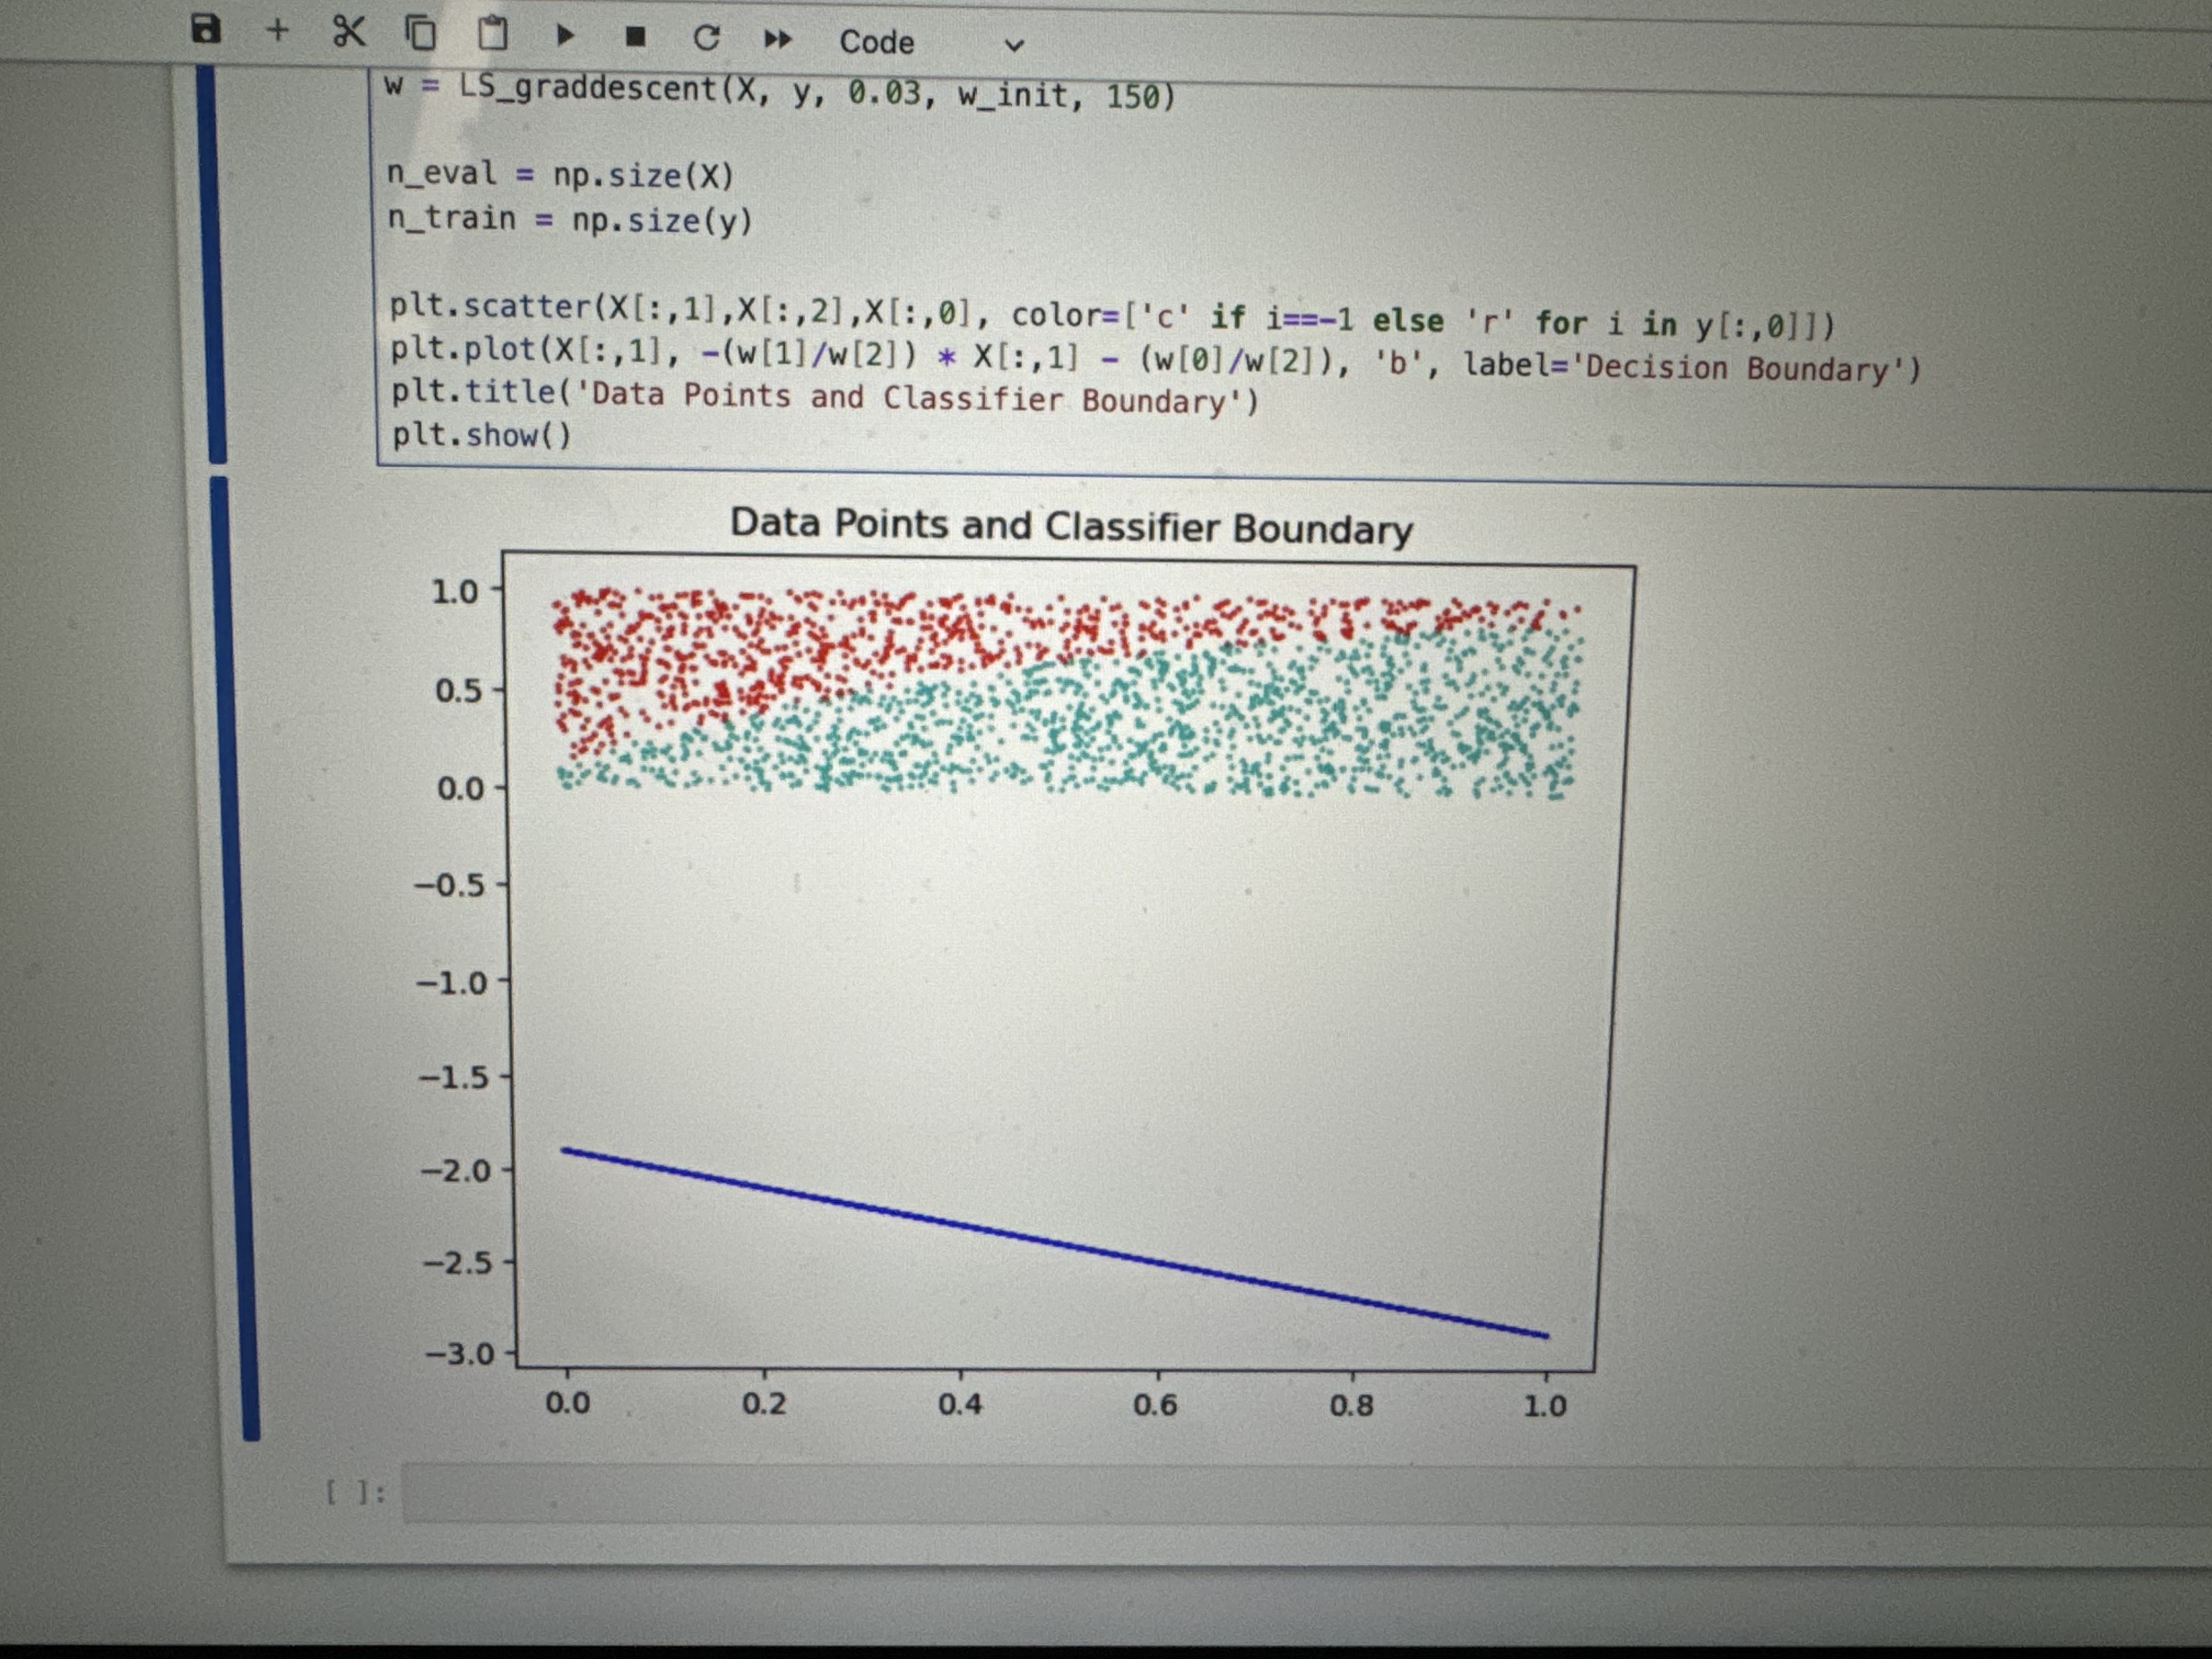 Code
w = LS_graddescent(X, y, 0.03, w_init, 150)
n_eval = np.size(X)
n_train = np.size(y)
plt.scatter(X[:,1],X[:,2],X[:,0], color=['c' if i==-1 else 'r' for i in y[:,0]])
plt.plot(X[:,1], -(w[1]/w[2]) * X[:,1] - (w[0]/w[2]), 'b', label='Decision Boundary')
plt.title('Data Points and Classifier Boundary')
plt.show()
Data Points and Classifier Boundary
1.0
0.5
0.0
−0.5
−1.0
−1.5
−2.0
−2.5
−3.0
0.0 0.2 0.4 0.6 0.8 1.0
[ ]: